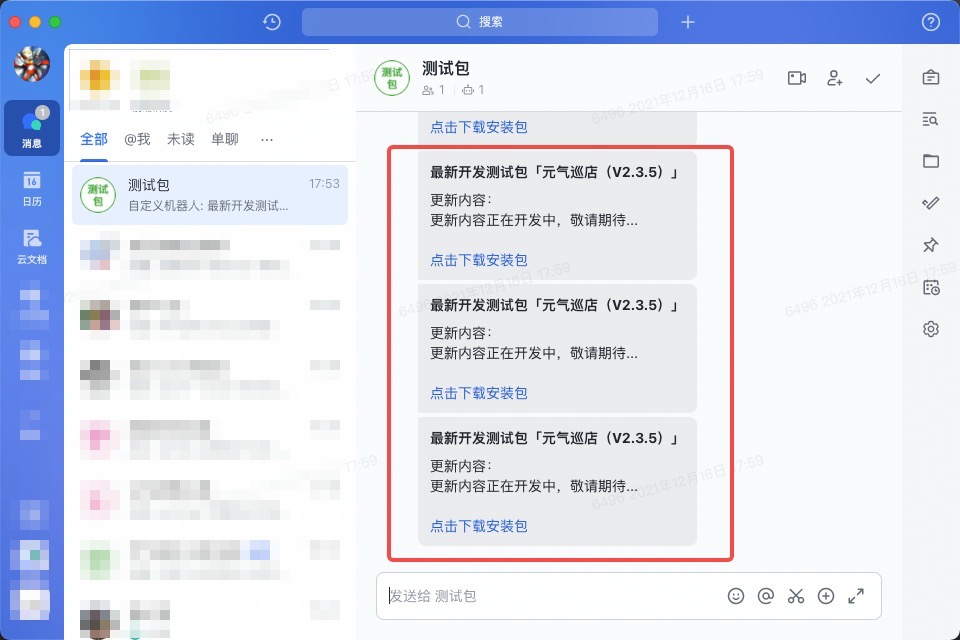 搜索
1
消息
16
日历
云文档
全部 @我 未读 单聊 ...
测试包
测试包 17:53
自定义机器人: 最新开发测试...
测试包
测试包
1 1
点击下载安装包
最新开发测试包「元气巡店（V2.3.5）」
更新内容：
更新内容正在开发中，敬请期待...
点击下载安装包
最新开发测试包「元气巡店（V2.3.5）」
更新内容：
更新内容正在开发中，敬请期待...
点击下载安装包
最新开发测试包「元气巡店（V2.3.5）」
更新内容：
更新内容正在开发中，敬请期待...
点击下载安装包
发送给 测试包
6496 2021年12月16日 17:59